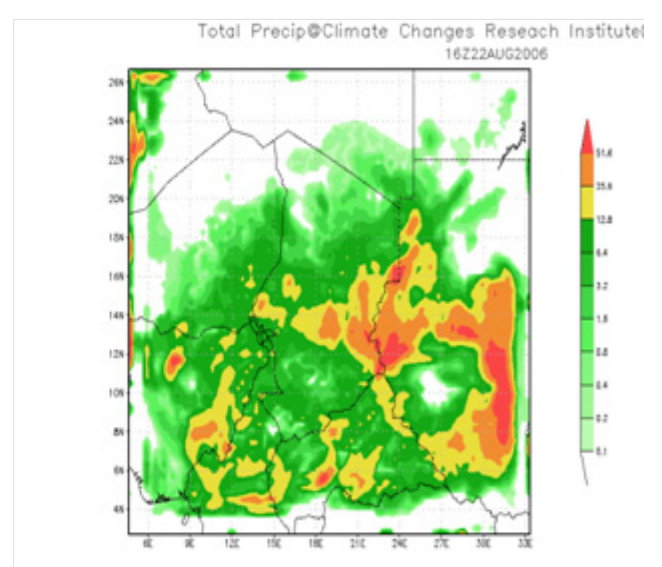 Total Precip@Climate Changes Reseach Institute
16Z22AUG2006
26N
24N
22N
20N
18N
16N
14N
12N
10N
8N
6N
4N
51.6
25.6
12.8
6.4
3.2
1.6
0.8
0.4
0.2
0.1
6E 9E 12E 15E 18E 21E 24E 27E 30E 33E